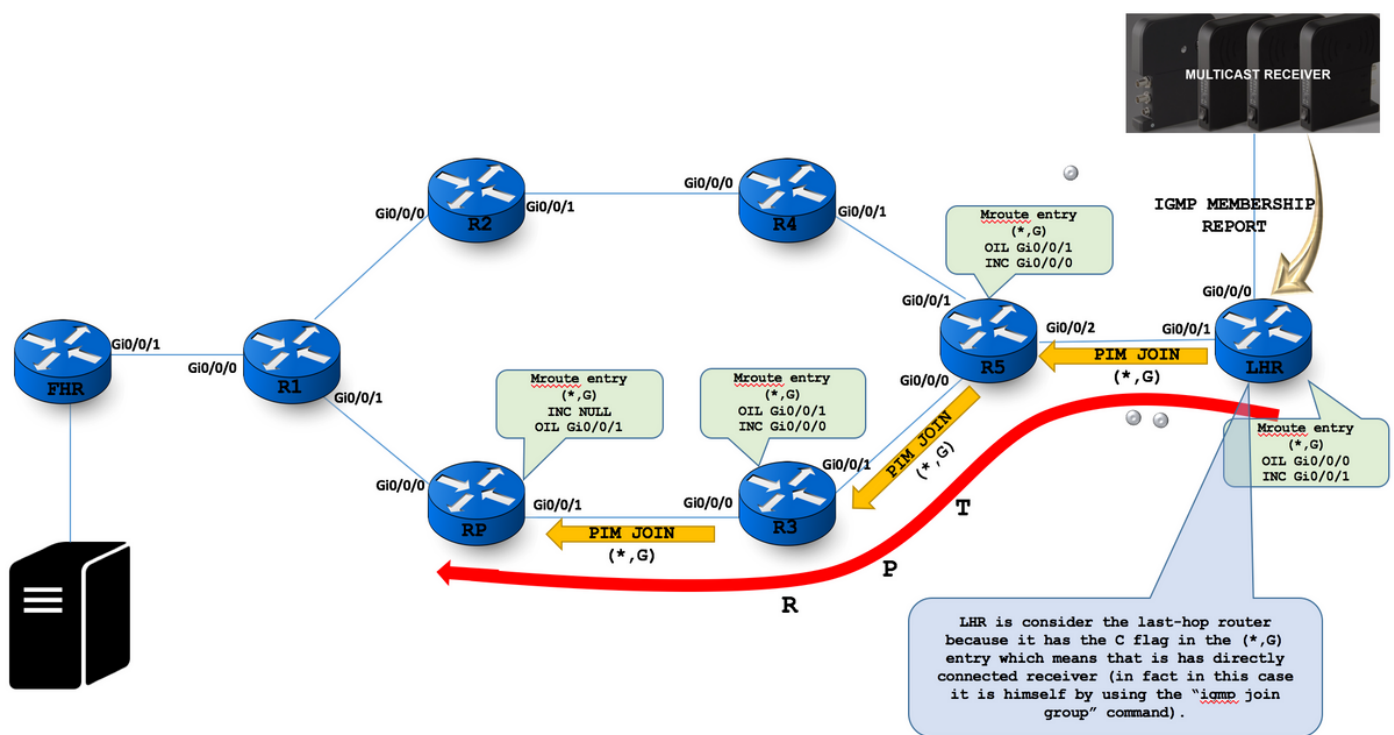 MULTICAST RECEIVER
IGMP MEMBERSHIP
REPORT
Gi0/0/0
Gi0/0/1
R2
Gi0/0/0
Gi0/0/1
R4
Mroute entry
(*,G)
OIL Gi0/0/1
INC Gi0/0/0
Gi0/0/1
Gi0/0/0
R5
Gi0/0/2
Gi0/0/1
Gi0/0/0
LHR
PIM JOIN
(*,G)
FHR
Gi0/0/1
Gi0/0/0
R1
Gi0/0/1
Mroute entry
(*,G)
INC NULL
OIL Gi0/0/1
Mroute entry
(*,G)
OIL Gi0/0/1
INC Gi0/0/0
PIM JOIN
(*,G)
Mroute entry
(*,G)
OIL Gi0/0/0
INC Gi0/0/1
Gi0/0/0
RP
Gi0/0/1
Gi0/0/0
R3
Gi0/0/1
PIM JOIN
(*,G)
R
P
T
LHR is consider the last-hop router
because it has the C flag in the (*,G)
entry which means that is has directly
connected receiver (in fact in this case
it is himself by using the “igmp join
group” command).